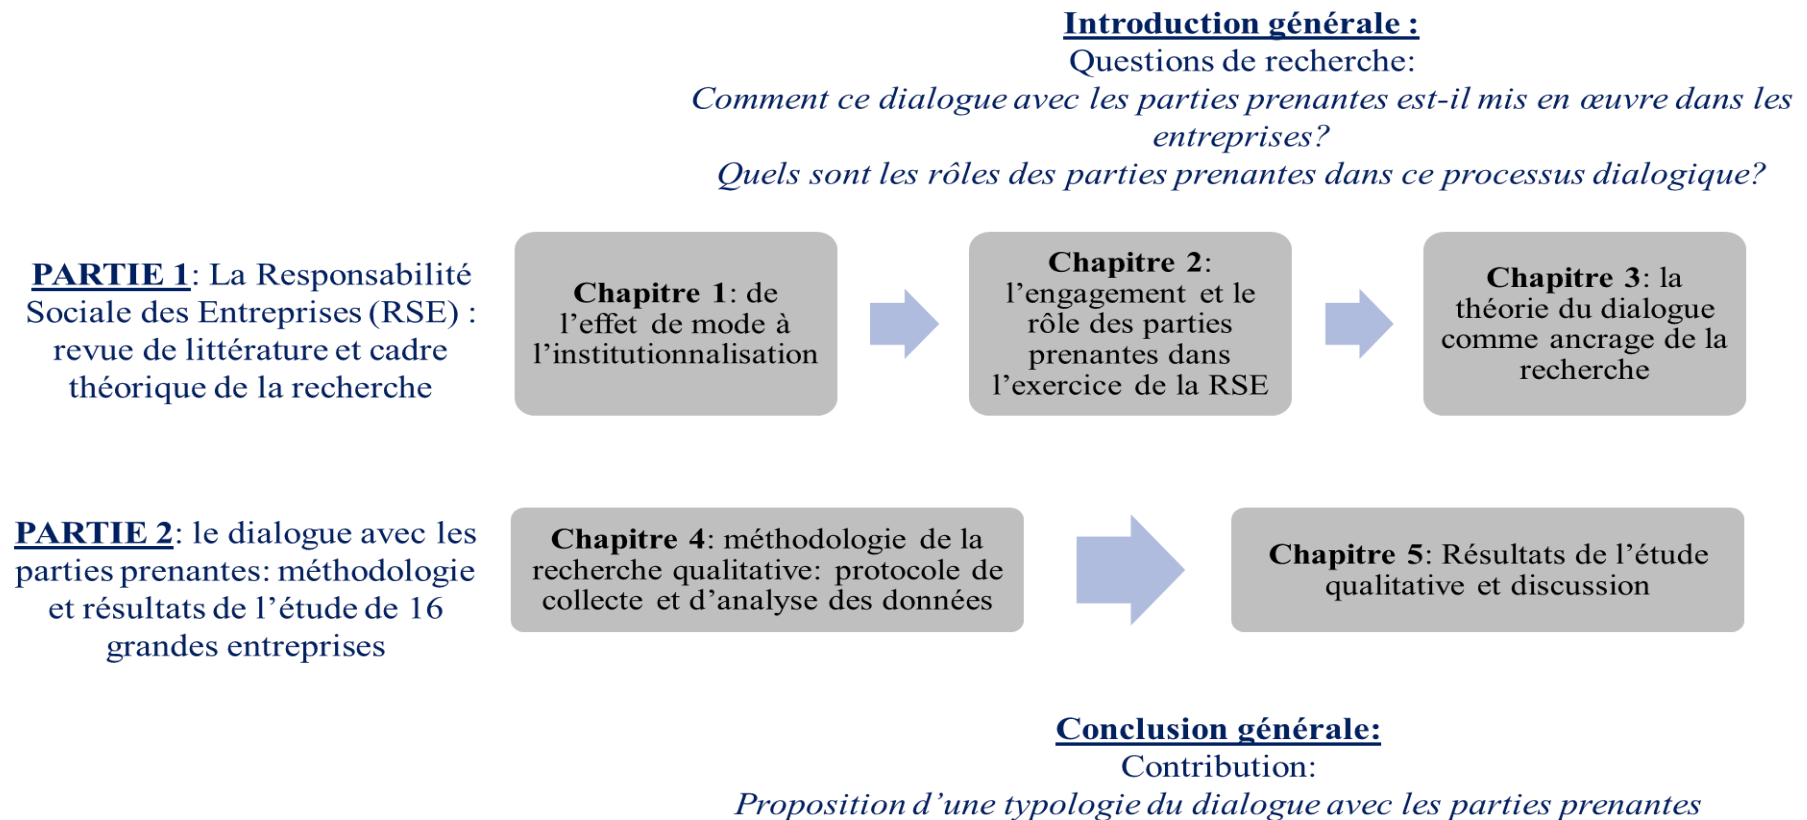 Introduction générale :
Questions de recherche:
Comment ce dialogue avec les parties prenantes est-il mis en œuvre dans les
entreprises?
Quels sont les rôles des parties prenantes dans ce processus dialogique?
PARTIE 1: La Responsabilité
Sociale des Entreprises (RSE) :
revue de littérature et cadre
théorique de la recherche
Chapitre 1: de
l’effet de mode à
l’institutionnalisation
Chapitre 2:
l’engagement et le
rôle des parties
prenantes dans
l’exercice de la RSE
Chapitre 3: la
théorie du dialogue
comme ancrage de la
recherche
PARTIE 2: le dialogue avec les
parties prenantes: méthodologie
et résultats de l’étude de 16
grandes entreprises
Chapitre 4: méthodologie de la
recherche qualitative: protocole de
collecte et d’analyse des données
Chapitre 5: Résultats de l’étude
qualitative et discussion
Conclusion générale:
Contribution:
Proposition d’une typologie du dialogue avec les parties prenantes